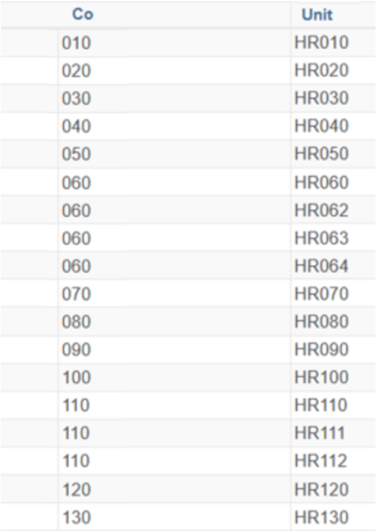 Co Unit
010 HR010
020 HR020
030 HR030
040 HR040
050 HR050
060 HR060
060 HR062
060 HR063
060 HR064
070 HR070
080 HR080
090 HR090
100 HR100
110 HR110
110 HR111
110 HR112
120 HR120
130 HR130